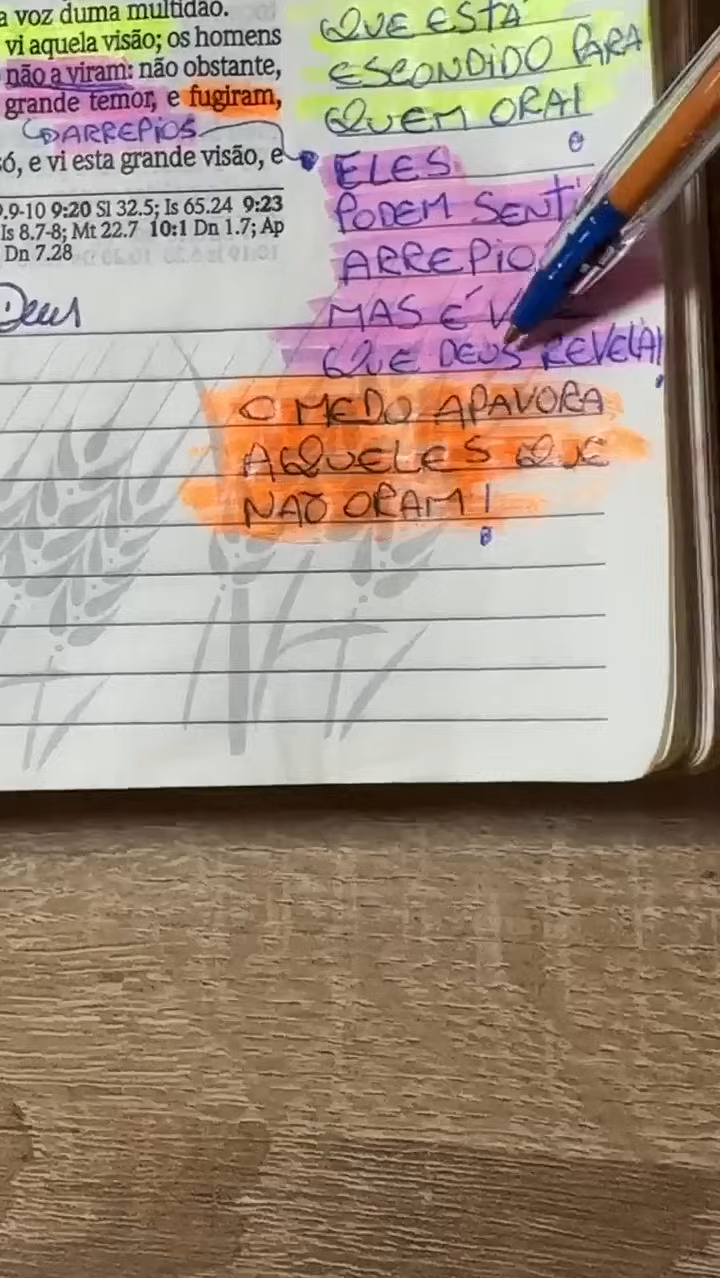 a voz duma multidão.
vi aquela visão; os homens
não a viram: não obstante,
grande temor, e fugiram,
ARREPIOS
só, e vi esta grande visão, e
9-10 9:20 Sl 32.5; Is 65.24 9:23
Is 8.7-8; Mt 22.7 10:1 Dn 1.7; Ap
Dn 7.28
Deus
QUE ESTÁ
ESCONDIDO PARA
QUEM ORA!
ELES
PODEM SENTI
ARREPIO
MAS É V
QUE DEUS REVELA!
O MEDO APAVORA
AQUELES QUE
NÃO ORAM!